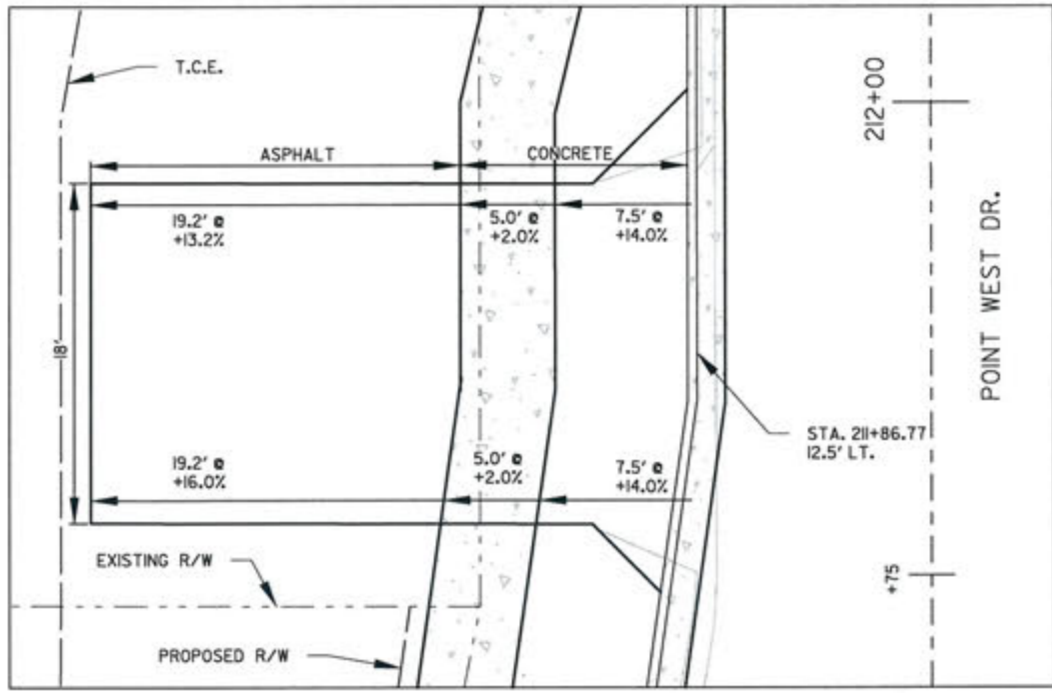 T.C.E.
212+00
ASPHALT
CONCRETE
19.2' @
+13.2%
5.0' @
+2.0%
7.5' @
+14.0%
18'
POINT WEST DR.
STA. 211+86.77
12.5' LT.
19.2' @
+16.0%
5.0' @
+2.0%
7.5' @
+14.0%
EXISTING R/W
+75
PROPOSED R/W